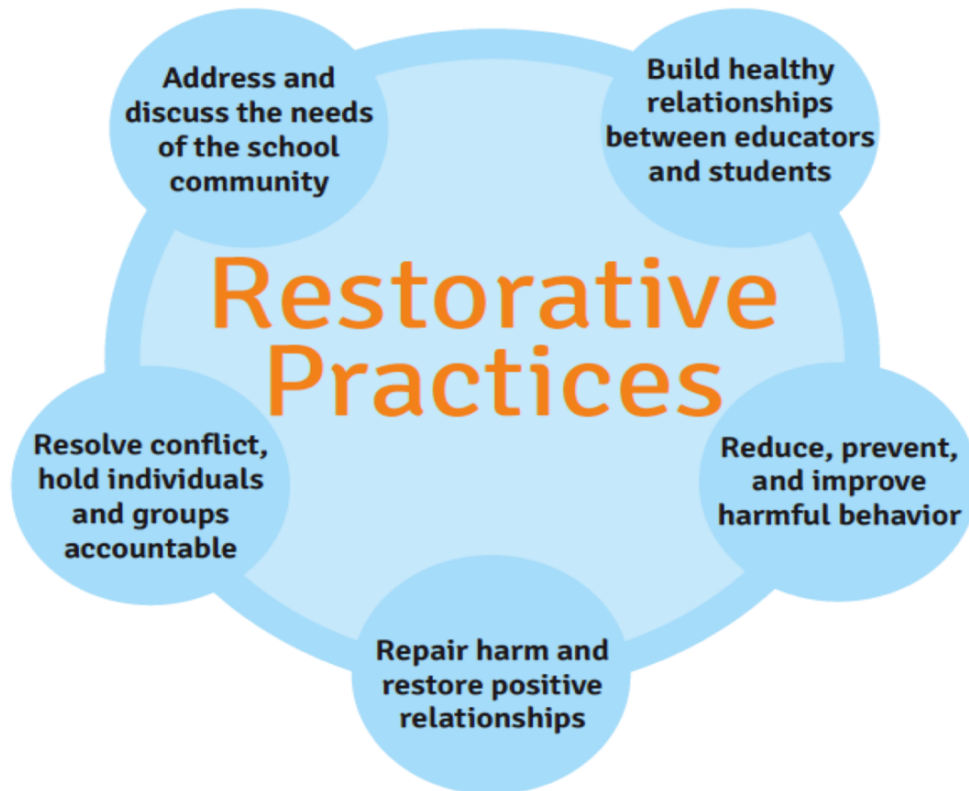 Address and
discuss the needs
of the school
community
Build healthy
relationships
between educators
and students
Restorative
Practices
Resolve conflict,
hold individuals
and groups
accountable
Reduce, prevent,
and improve
harmful behavior
Repair harm and
restore positive
relationships